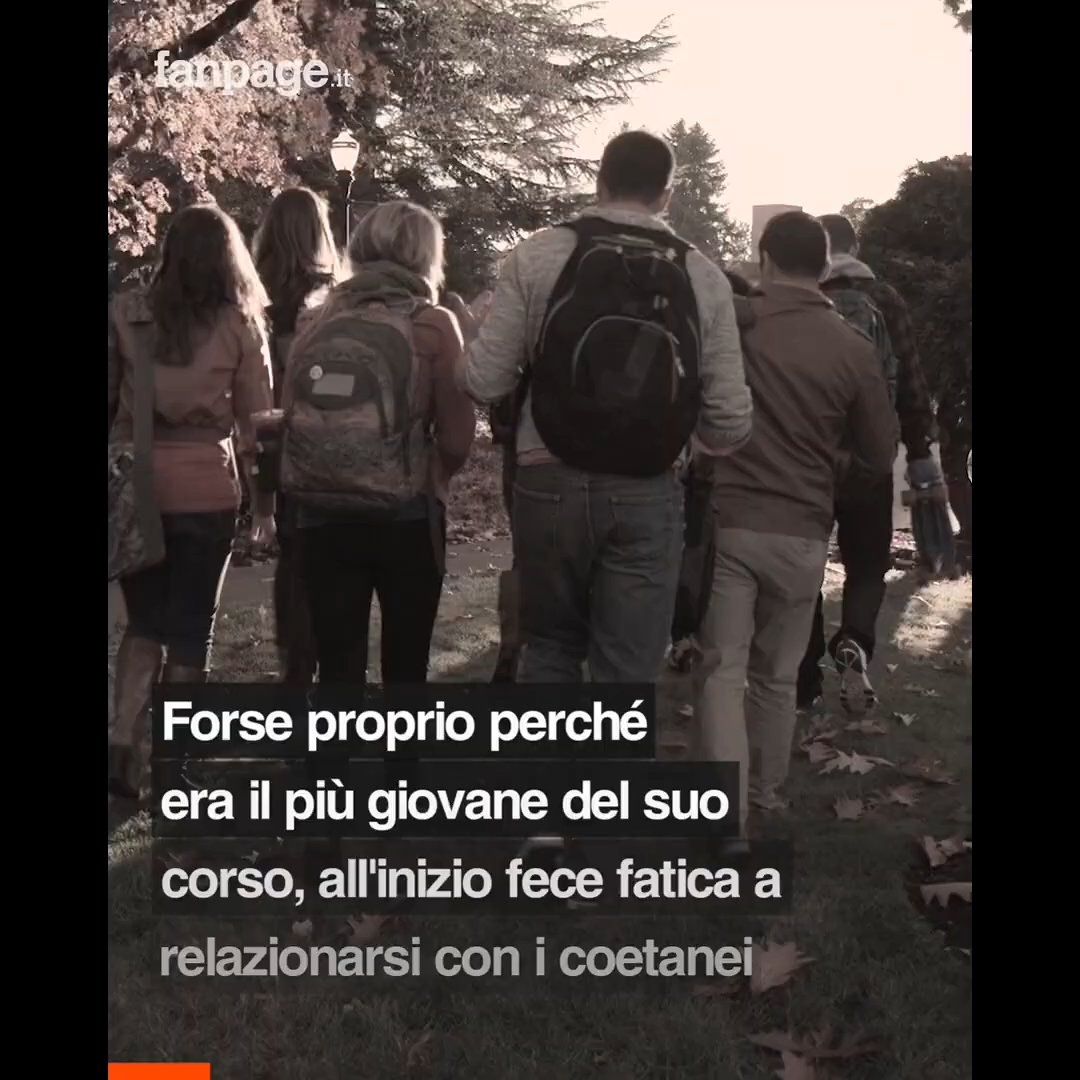 fanpage.it
Forse proprio perché
era il più giovane del suo
corso, all'inizio fece fatica a
relazionarsi con i coetanei